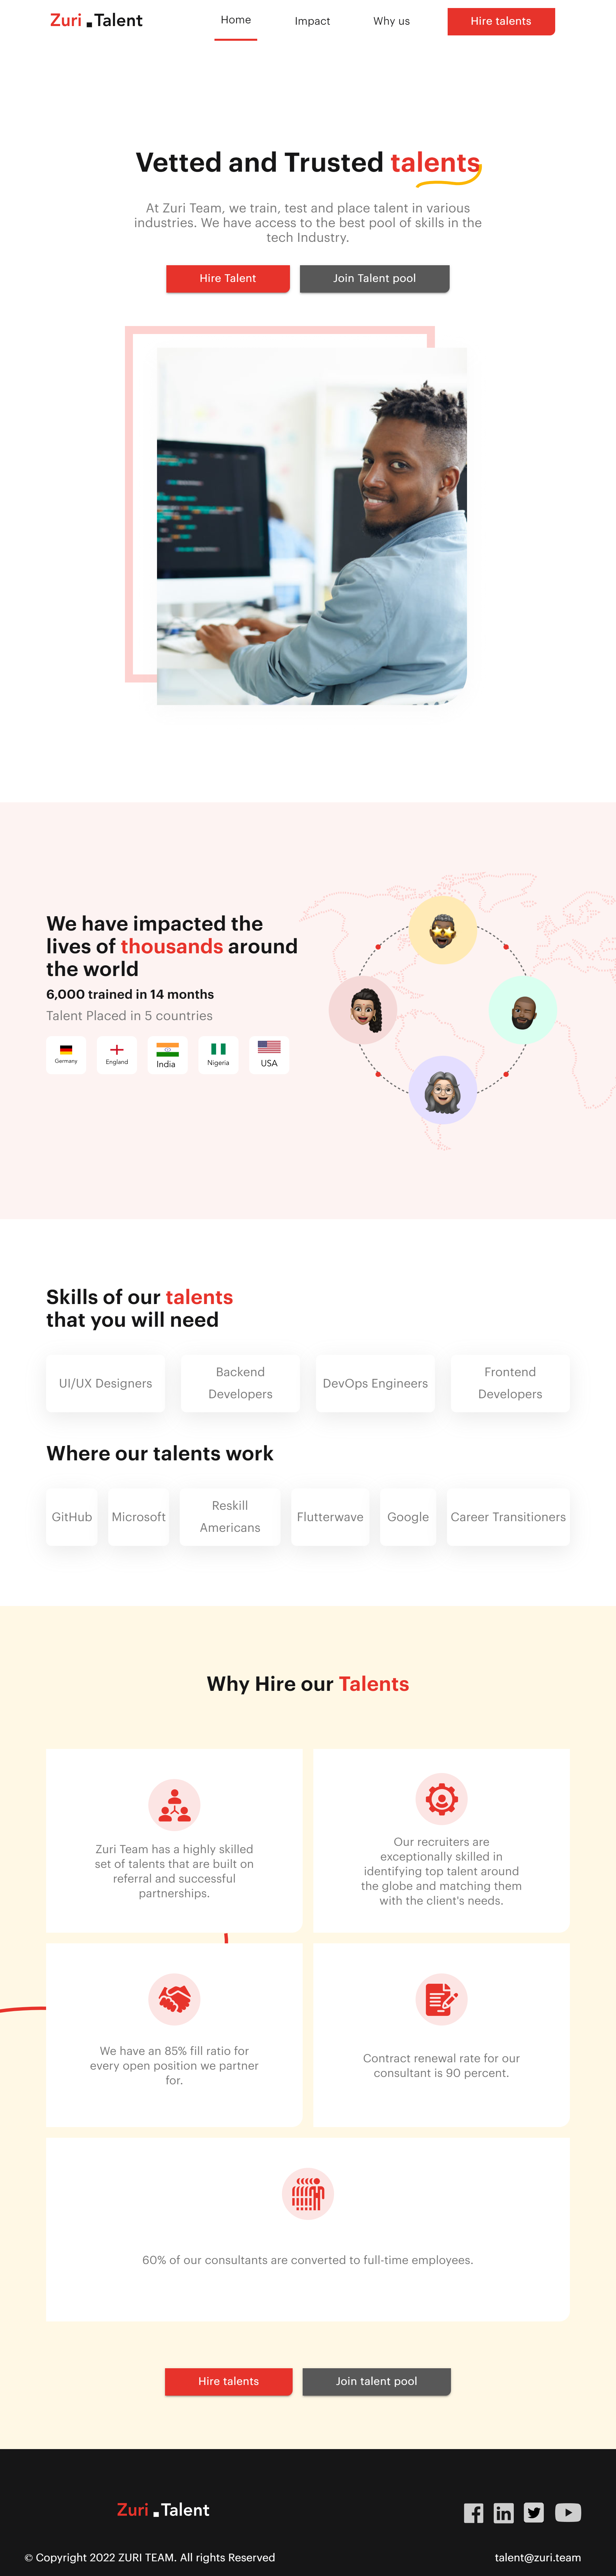 Zuri.Talent
Home
Impact
Why us
Hire talents
Vetted and Trusted talents
At Zuri Team, we train, test and place talent in various
industries. We have access to the best pool of skills in the
tech Industry.
Hire Talent
Join Talent pool
We have impacted the
lives of thousands around
the world
6,000 trained in 14 months
Talent Placed in 5 countries
Germany
England
India
Nigeria
USA
Skills of our talents
that you will need
UI/UX Designers
Backend
Developers
DevOps Engineers
Frontend
Developers
Where our talents work
GitHub
Microsoft
Reskill
Americans
Flutterwave
Google
Career Transitioners
Why Hire our Talents
Zuri Team has a highly skilled
set of talents that are built on
referral and successful
partnerships.
Our recruiters are
exceptionally skilled in
identifying top talent around
the globe and matching them
with the client's needs.
We have an 85% fill ratio for
every open position we partner
for.
Contract renewal rate for our
consultant is 90 percent.
60% of our consultants are converted to full-time employees.
Hire talents
Join talent pool
Zuri.Talent
© Copyright 2022 ZURI TEAM. All rights Reserved
talent@zuri.team